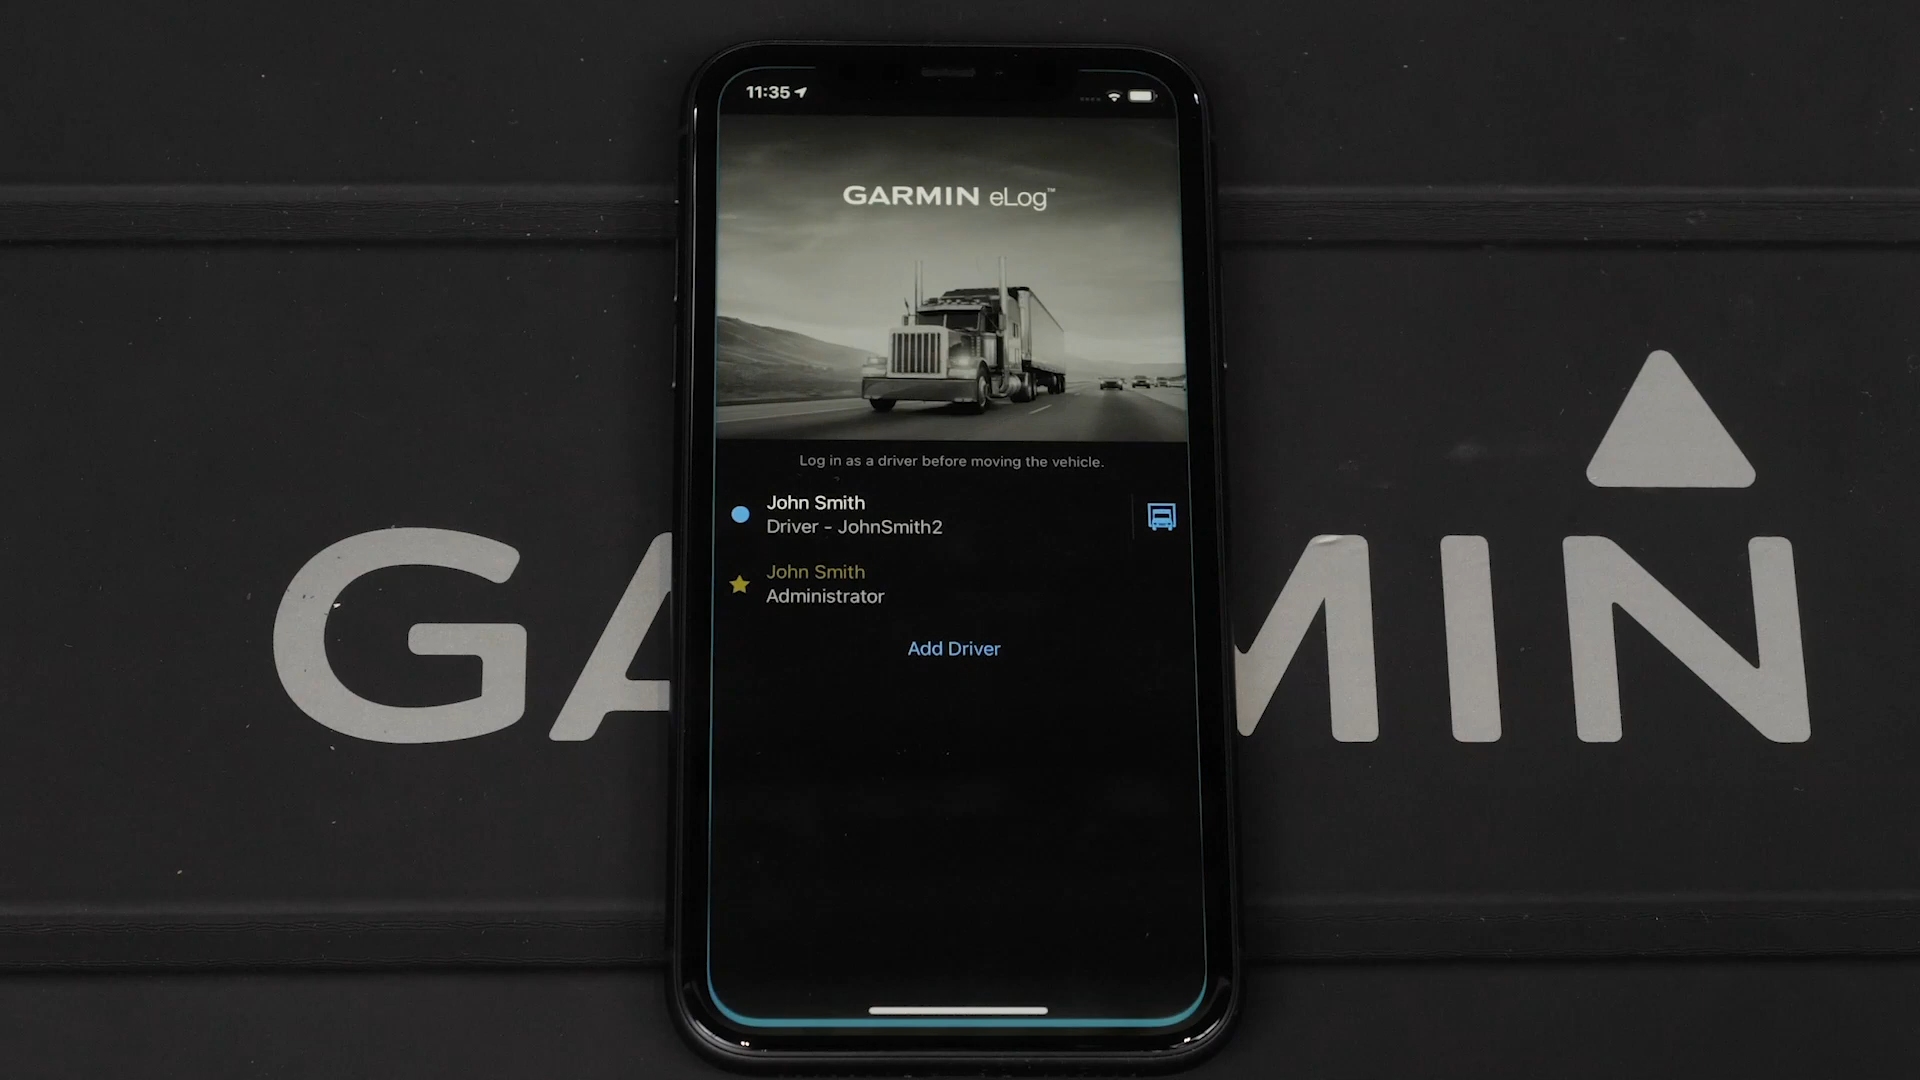 11:35
GARMIN eLog™
Log in as a driver before moving the vehicle.
John Smith
Driver - JohnSmith2
John Smith
Administrator
Add Driver
GA MIN